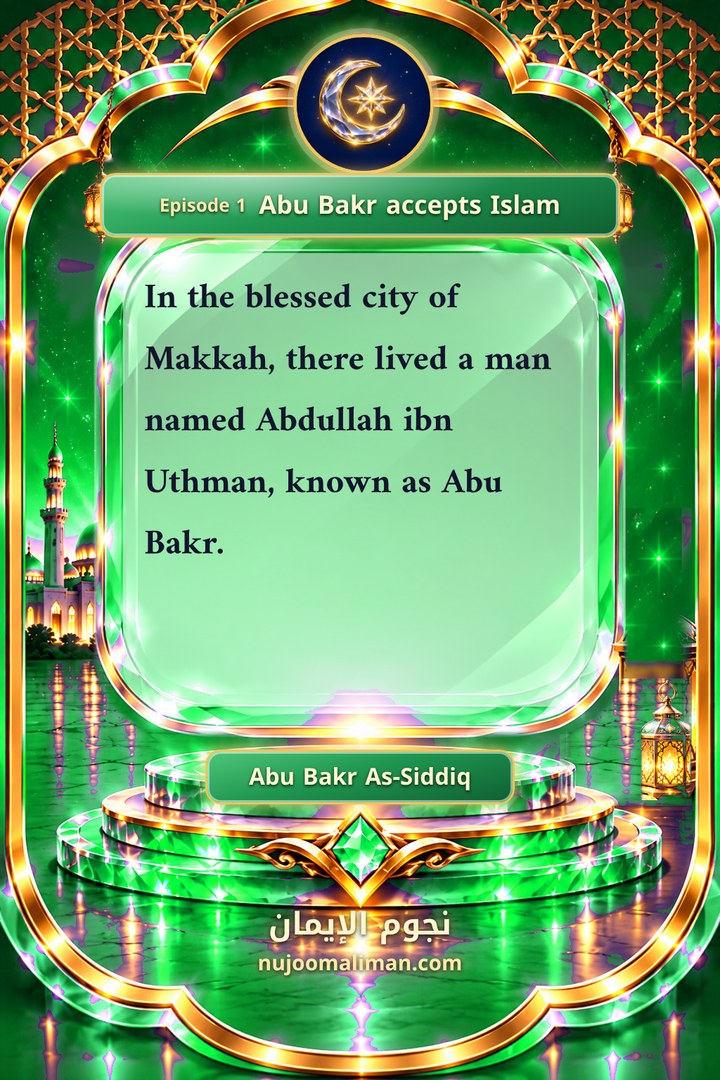 Episode 1 Abu Bakr accepts Islam
In the blessed city of
Makkah, there lived a man
named Abdullah ibn
Uthman, known as Abu
Bakr.
Abu Bakr As-Siddiq
نجوم الإيمان
nujoomaliman.com